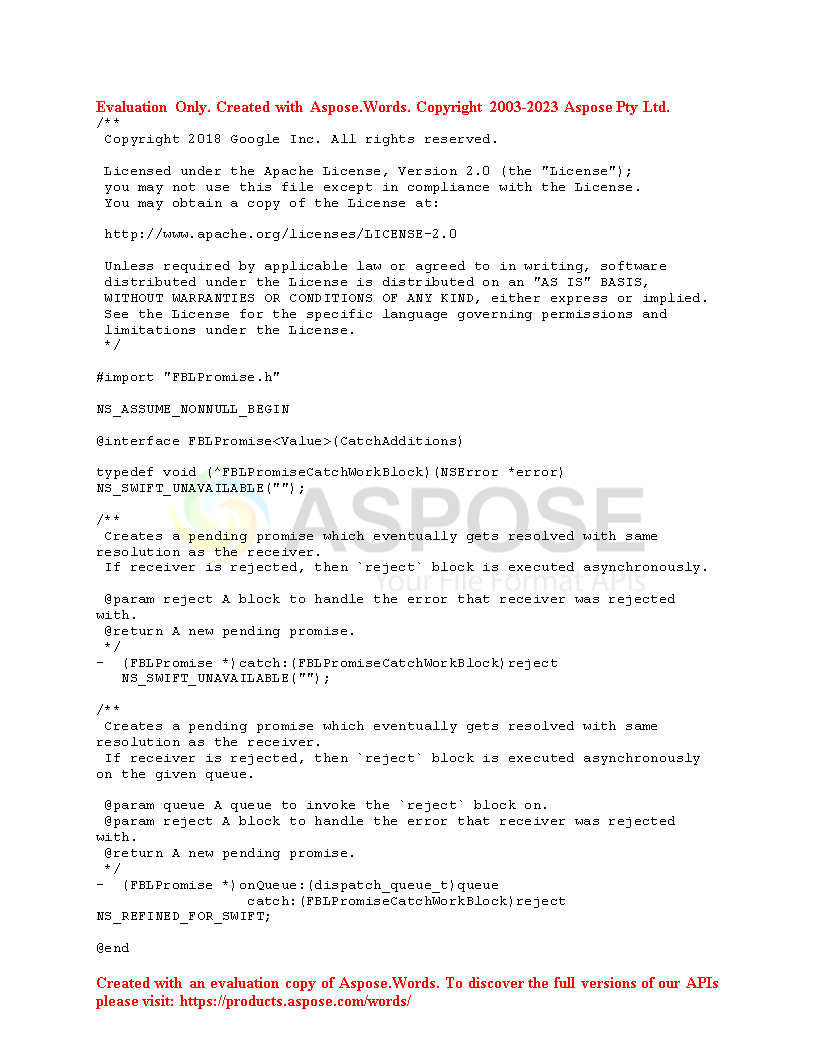 Evaluation Only. Created with Aspose.Words. Copyright 2003-2023 Aspose Pty Ltd.
/**
 Copyright 2018 Google Inc. All rights reserved.

 Licensed under the Apache License, Version 2.0 (the "License");
 you may not use this file except in compliance with the License.
 You may obtain a copy of the License at:

 http://www.apache.org/licenses/LICENSE-2.0

 Unless required by applicable law or agreed to in writing, software
 distributed under the License is distributed on an "AS IS" BASIS,
 WITHOUT WARRANTIES OR CONDITIONS OF ANY KIND, either express or implied.
 See the License for the specific language governing permissions and
 limitations under the License.
 */

#import "FBLPromise.h"

NS_ASSUME_NONNULL_BEGIN

@interface FBLPromise<Value>(CatchAdditions)

typedef void (^FBLPromiseCatchWorkBlock)(NSError *error)
NS_SWIFT_UNAVAILABLE("");

ASPOSE
/**
 Creates a pending promise which eventually gets resolved with same
resolution as the receiver.
 If receiver is rejected, then `reject` block is executed asynchronously.
Your File Format APIs

 @param reject A block to handle the error that receiver was rejected
with.
 @return A new pending promise.
 */
- (FBLPromise *)catch:(FBLPromiseCatchWorkBlock)reject
   NS_SWIFT_UNAVAILABLE("");

/**
 Creates a pending promise which eventually gets resolved with same
resolution as the receiver.
 If receiver is rejected, then `reject` block is executed asynchronously
on the given queue.

 @param queue A queue to invoke the `reject` block on.
 @param reject A block to handle the error that receiver was rejected
with.
 @return A new pending promise.
 */
- (FBLPromise *)onQueue:(dispatch_queue_t)queue
                  catch:(FBLPromiseCatchWorkBlock)reject
NS_REFINED_FOR_SWIFT;

@end

Created with an evaluation copy of Aspose.Words. To discover the full versions of our APIs
please visit: https://products.aspose.com/words/